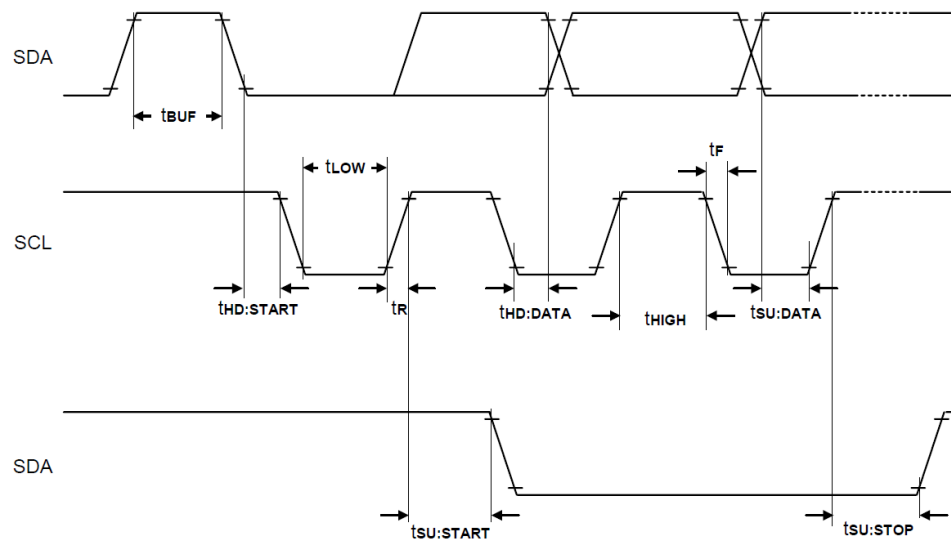 SDA
tBUF
tLOW
tF
SCL
tHD:START
tR
tHD:DATA
tHIGH
tSU:DATA
SDA
tSU:START
tSU:STOP